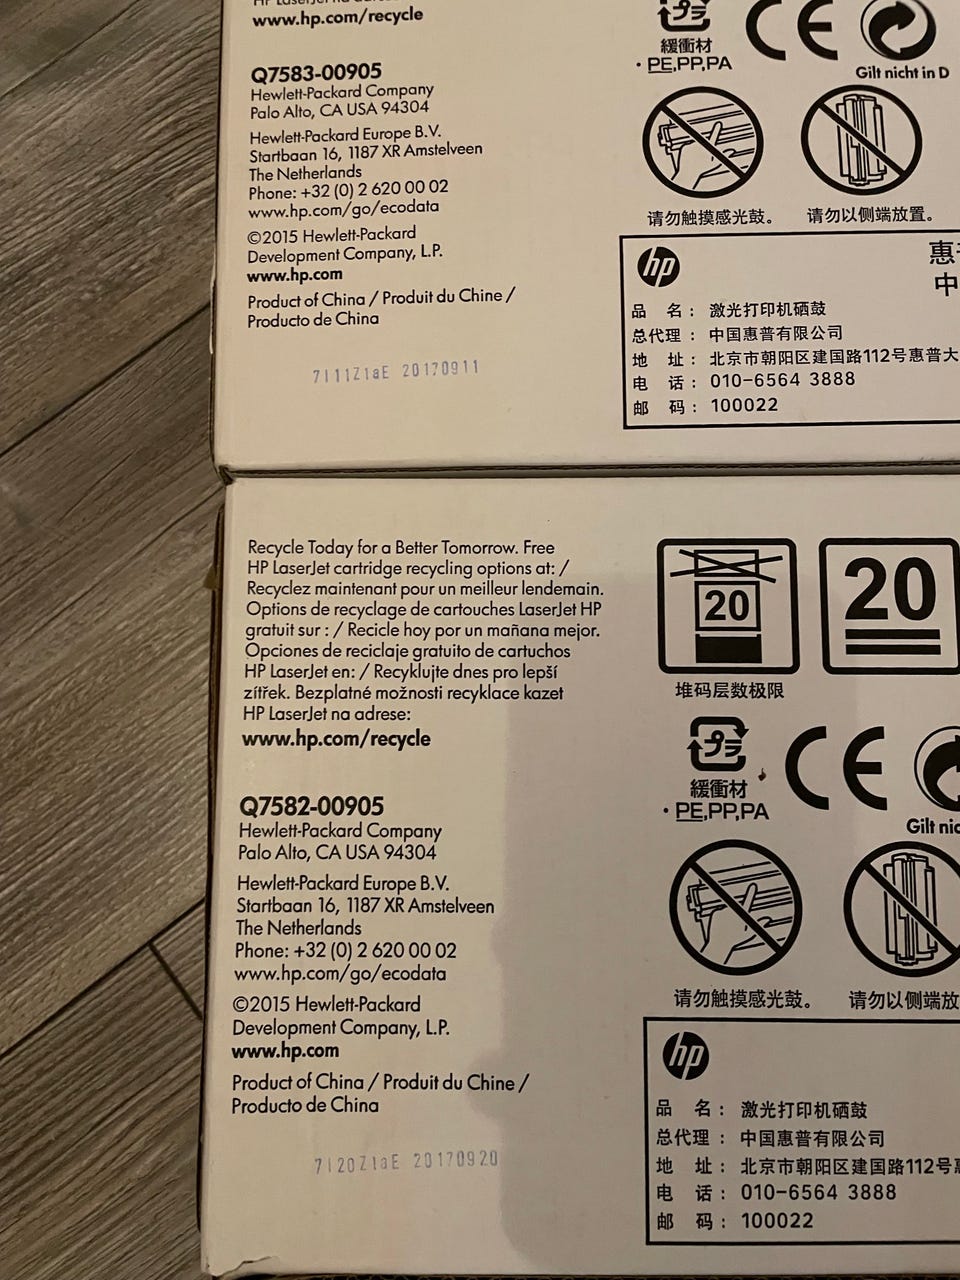 www.hp.com/recycle
Q7583-00905
Hewlett-Packard Company
Palo Alto, CA USA 94304
Hewlett-Packard Europe B.V.
Startbaan 16, 1187 XR Amstelveen
The Netherlands
Phone: +32 (0) 2 620 00 02
www.hp.com/go/ecodata
©2015 Hewlett-Packard
Development Company, L.P.
www.hp.com
Product of China / Produit du Chine /
Producto de China
7I11Z1aE 20170911
プラ
緩衝材
・PE,PP,PA
CE
Gilt nicht in D
请勿触摸感光鼓。
请勿以侧端放置。
hp
中
品 名: 激光打印机硒鼓
总代理: 中国惠普有限公司
地 址: 北京市朝阳区建国路112号惠普大
电 话: 010-6564 3888
邮 码: 100022
Recycle Today for a Better Tomorrow. Free
HP LaserJet cartridge recycling options at: /
Recyclez maintenant pour un meilleur lendemain.
Options de recyclage de cartouches LaserJet HP
gratuit sur : / Recicle hoy por un mañana mejor.
Opciones de reciclaje gratuito de cartuchos
HP LaserJet en: / Recyklujte dnes pro lepší
zítřek. Bezplatné možnosti recyklace kazet
HP LaserJet na adrese:
www.hp.com/recycle
Q7582-00905
Hewlett-Packard Company
Palo Alto, CA USA 94304
Hewlett-Packard Europe B.V.
Startbaan 16, 1187 XR Amstelveen
The Netherlands
Phone: +32 (0) 2 620 00 02
www.hp.com/go/ecodata
©2015 Hewlett-Packard
Development Company, L.P.
www.hp.com
Product of China / Produit du Chine /
Producto de China
7I20Z1aE 20170920
20
20
堆码层数极限
プラ
緩衝材
・PE,PP,PA
CE
Gilt nic
请勿触摸感光鼓。
请勿以侧端放
hp
品 名: 激光打印机硒鼓
总代理: 中国惠普有限公司
地 址: 北京市朝阳区建国路112号
电 话: 010-6564 3888
邮 码: 100022